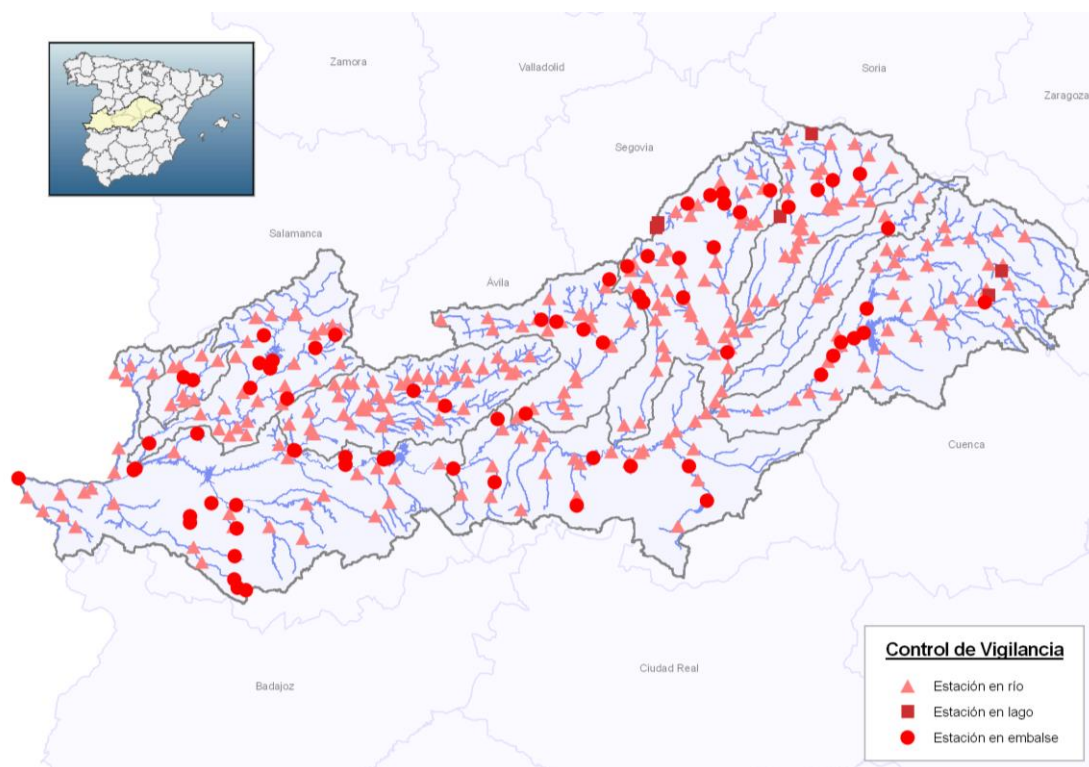 Zamora
Valladolid
Soria
Zaragoza
Segovia
Salamanca
Ávila
Cuenca
Ciudad Real
Badajoz
Control de Vigilancia
Estación en río
Estación en lago
Estación en embalse